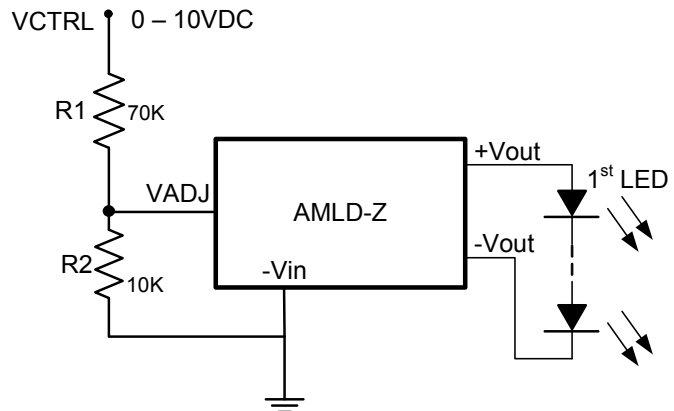 VCTRL 0 – 10VDC
R1 70K
+Vout
1st LED
VADJ
AMLD-Z
-Vout
R2 10K
-Vin